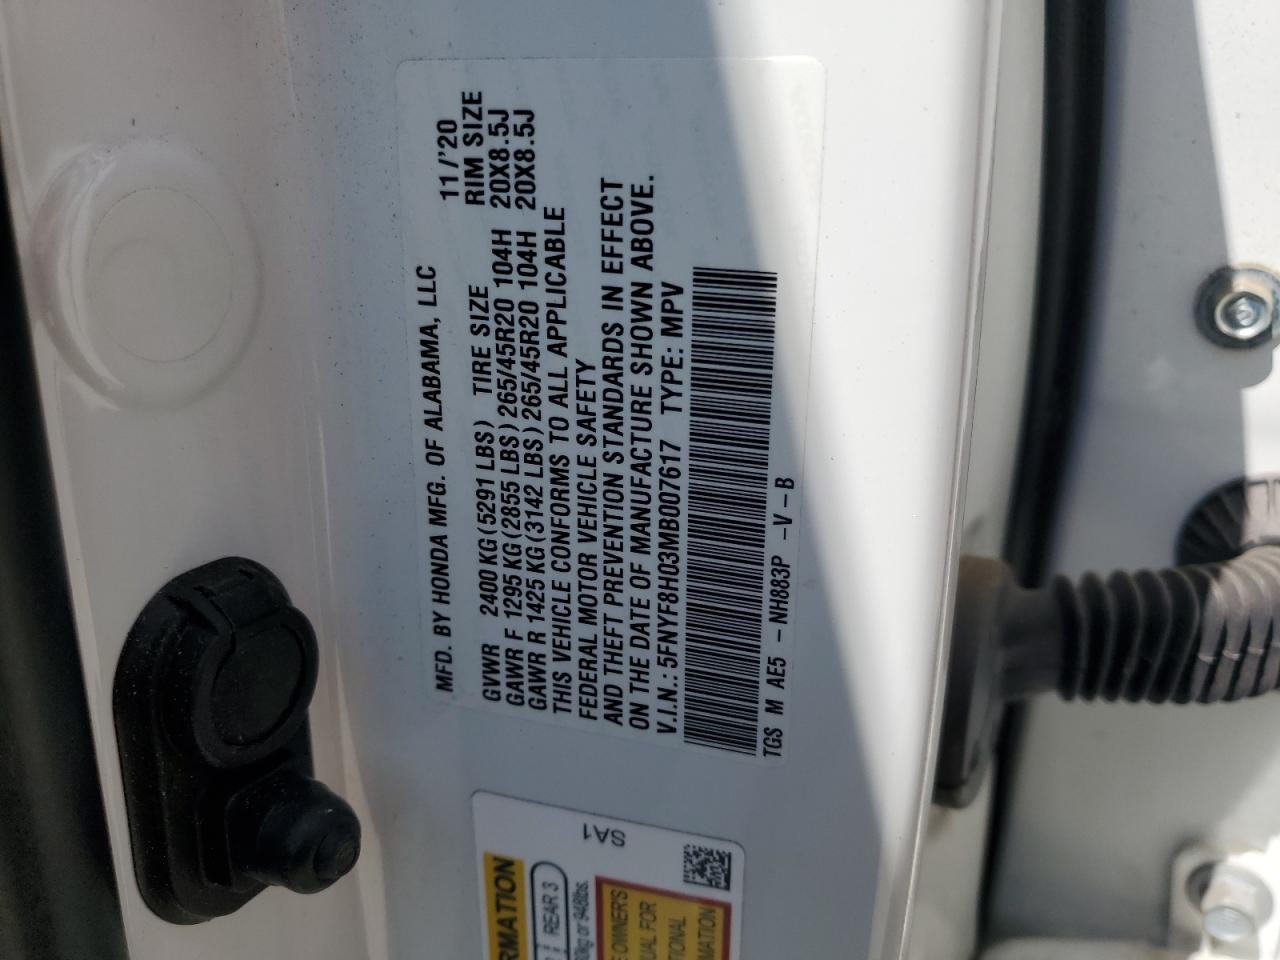 MFD. BY HONDA MFG. OF ALABAMA, LLC 11/'20
GVWR 2400 KG (5291 LBS) TIRE SIZE RIM SIZE
GAWR F 1295 KG (2855 LBS) 265/45R20 104H 20X8.5J
GAWR R 1425 KG (3142 LBS) 265/45R20 104H 20X8.5J
THIS VEHICLE CONFORMS TO ALL APPLICABLE
FEDERAL MOTOR VEHICLE SAFETY
AND THEFT PREVENTION STANDARDS IN EFFECT
ON THE DATE OF MANUFACTURE SHOWN ABOVE.
V.I.N.: 5FNYF8H03MB007617 TYPE: MPV
TGS M AE5 - NH883P - V - B
SA1
REAR 3
948lbs.
OWNER'S
FOR